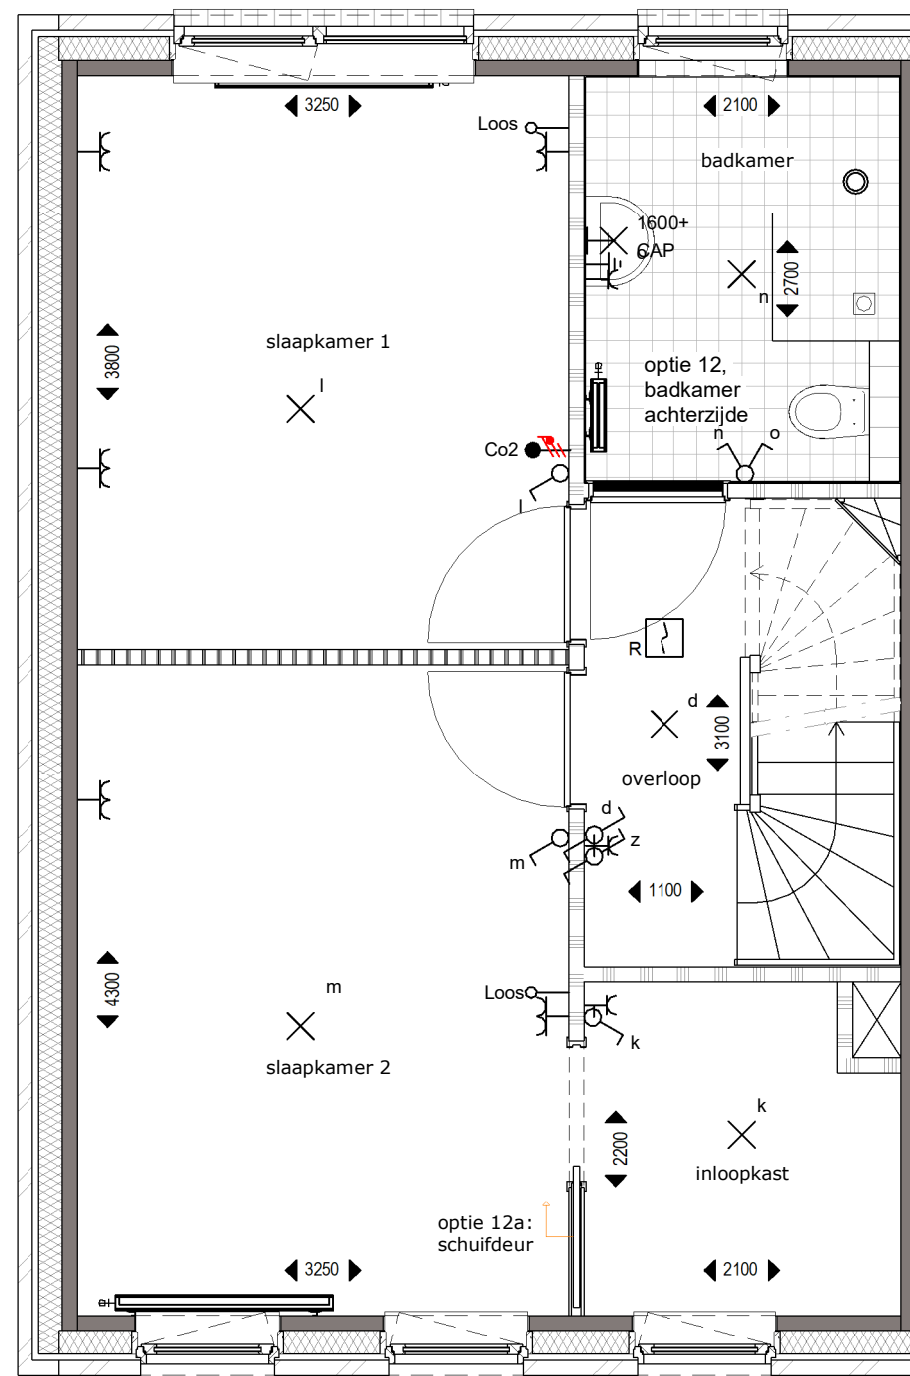 3250
2100
Loos
badkamer
1600+
CAP
2700
n
3800
slaapkamer 1
l
optie 12,
badkamer
achterzijde
n
o
Co2
l
R
d
3100
overloop
d
z
m
1100
4300
m
Loos
k
slaapkamer 2
k
2200
inloopkast
optie 12a:
schuifdeur
3250
2100